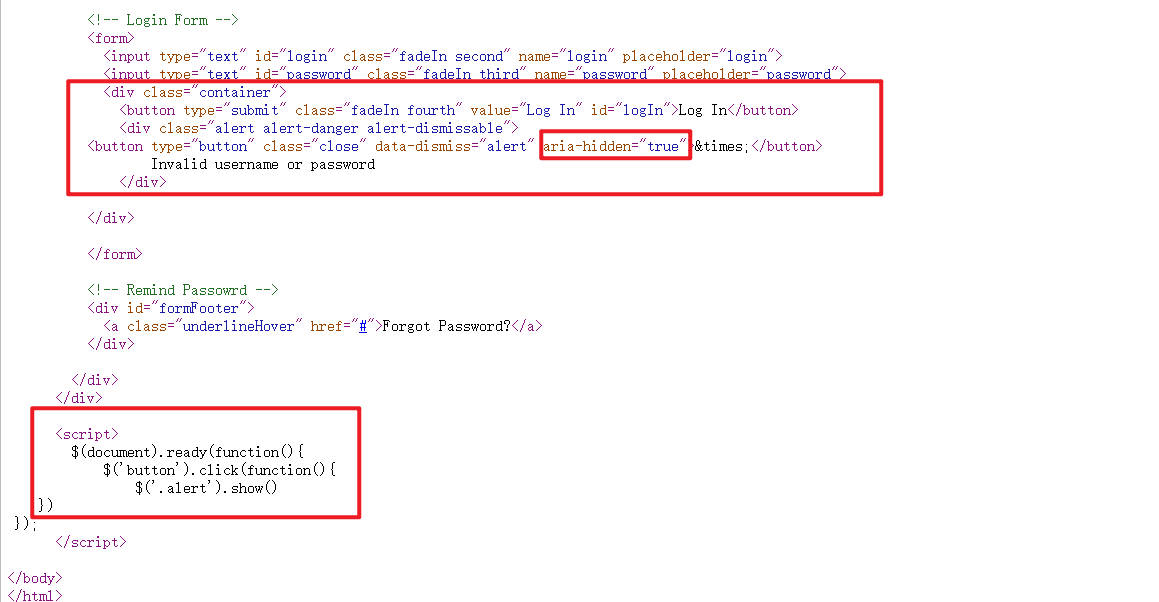 <!-- Login Form -->
<form>
<input type="text" id="login" class="fadeIn second" name="login" placeholder="login">
<input type="text" id="password" class="fadeIn third" name="password" placeholder="password">
<div class="container">
<button type="submit" class="fadeIn fourth" value="Log In" id="logIn">Log In</button>
<div class="alert alert-danger alert-dismissable">
<button type="button" class="close" data-dismiss="alert" aria-hidden="true">&times;</button>
Invalid username or password
</div>
</div>
</form>
<!-- Remind Passowrd -->
<div id="formFooter">
<a class="underlineHover" href="#">Forgot Password?</a>
</div>
</div>
</div>
<script>
$(document).ready(function(){
$('button').click(function(){
$('.alert').show()
})
});
</script>
</body>
</html>